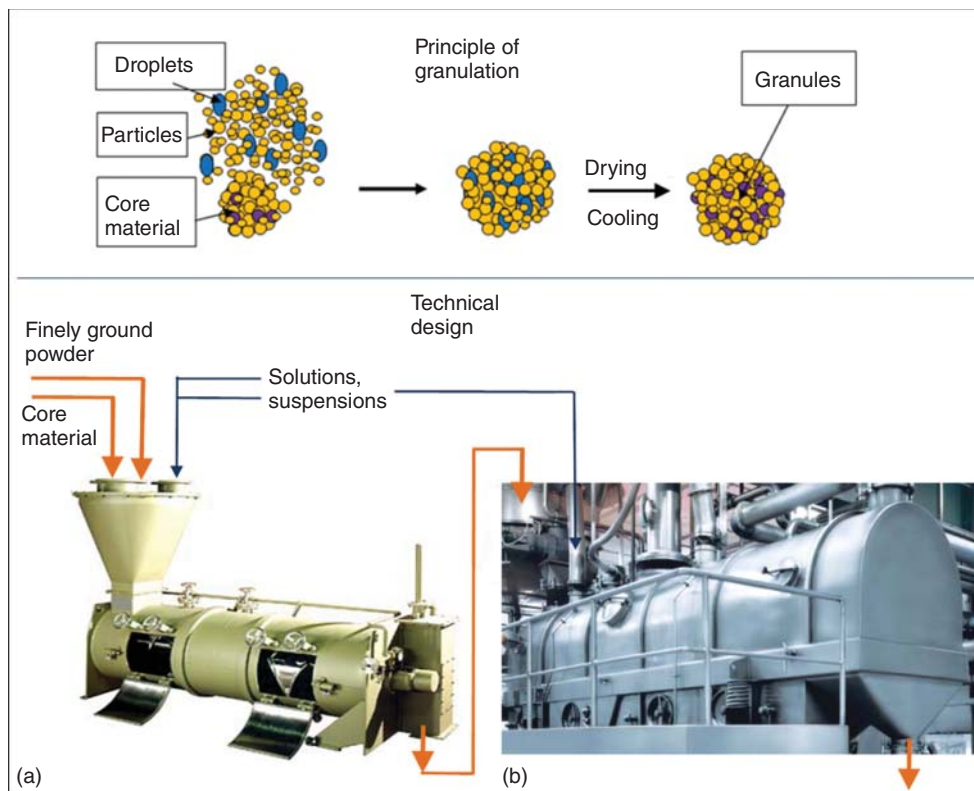 Principle of
granulation
Droplets
Particles
Core
material
Granules
Drying
Cooling
Technical
design
Finely ground
powder
Core
material
Solutions,
suspensions
(a)
(b)